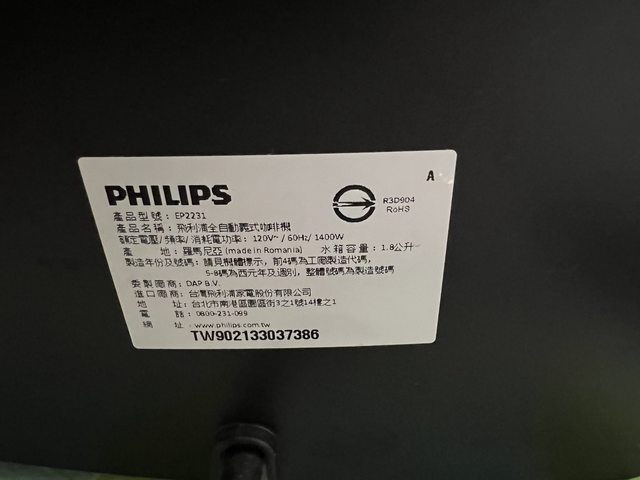 A
PHILIPS
R3D904
RoHS
產品型號：EP2231
產品名稱：飛利浦全自動義式咖啡機
額定電壓/頻率/消耗電功率：120V~/60Hz/1400W
產 地：羅馬尼亞(made in Romania) 水箱容量：1.8公升
製造年份及號碼：請見機體標示，前4碼為工廠製造代碼，
5-8碼為西元年及週別，整體號碼為製造號碼
委製廠商：DAP B.V.
進口廠商：台灣飛利浦家電股份有限公司
地 址：台北市南港區園區街3之1號14樓之1
電 話：0800-231-099
網 址：www.philips.com.tw
TW902133037386